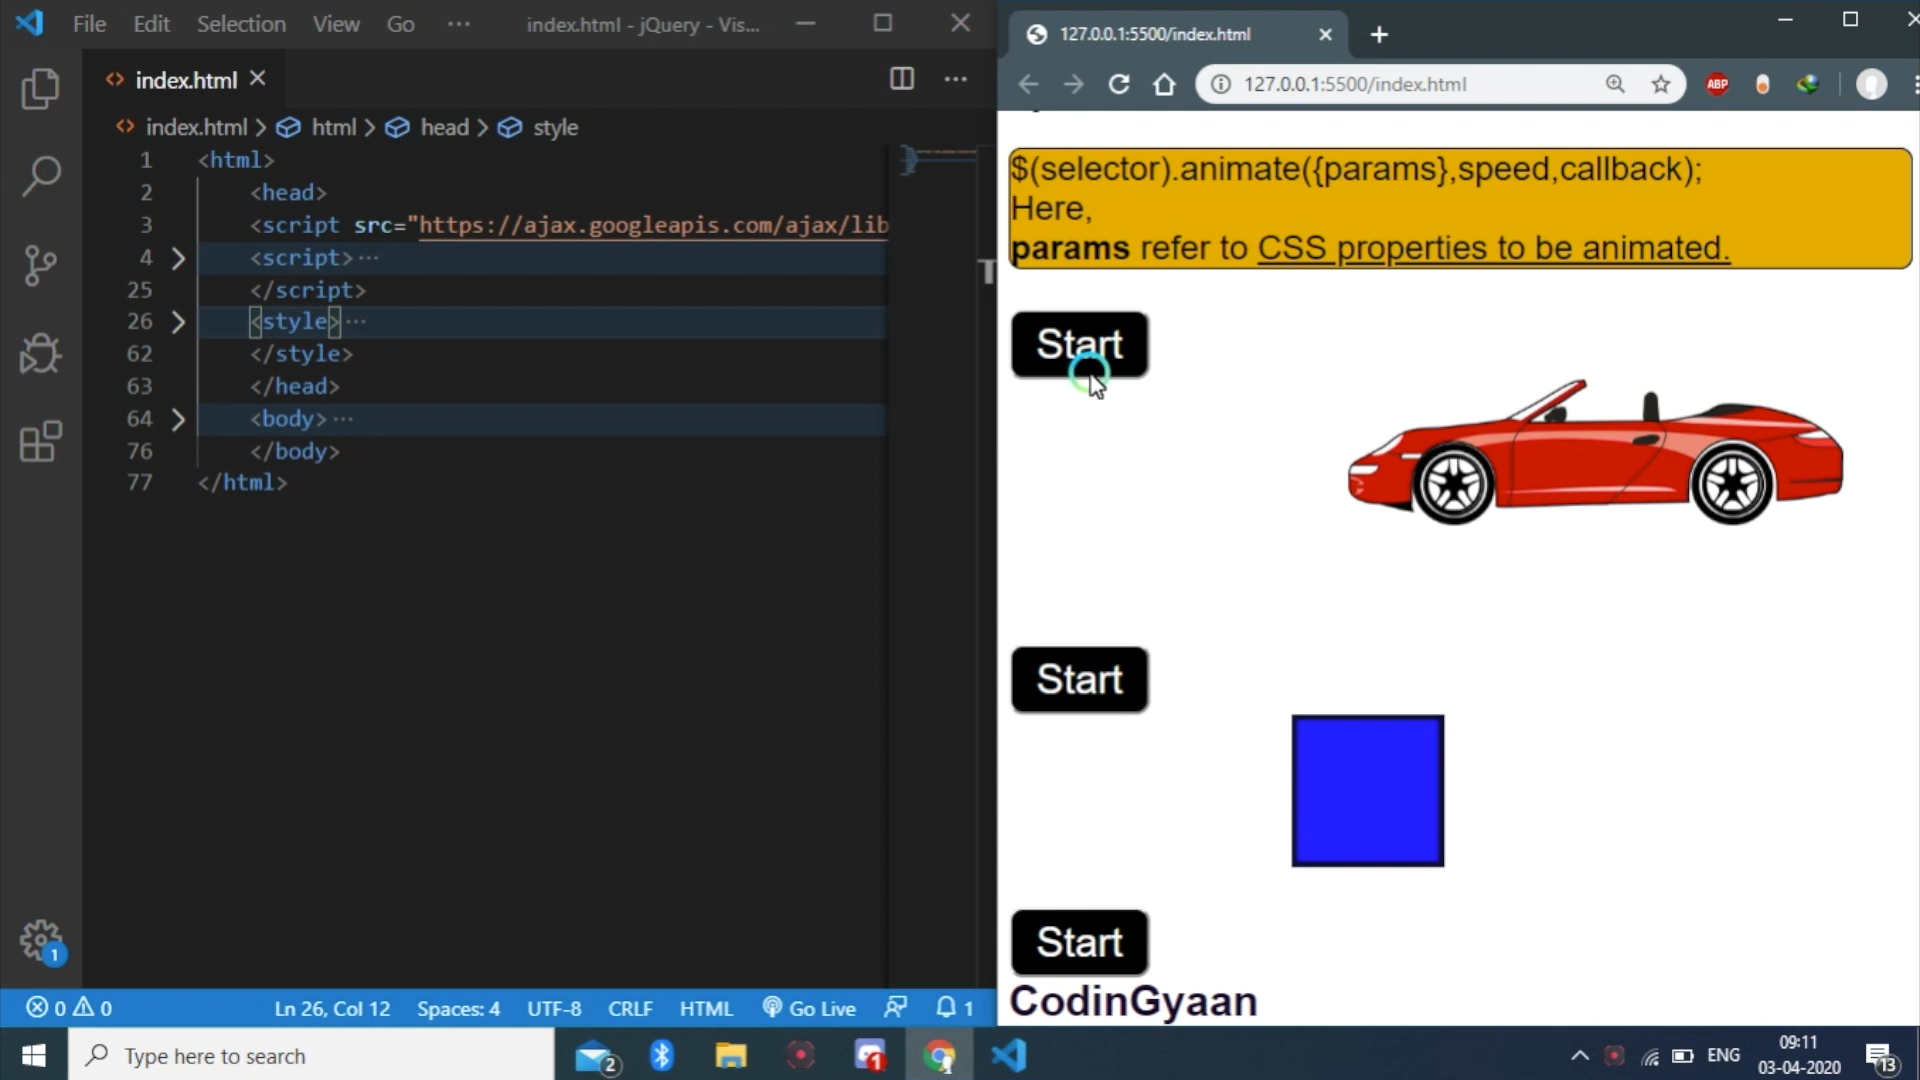 File Edit Selection View Go ··· index.html - jQuery - Vis...
index.html
index.html > html > head > style
1 <html>
2 <head>
3 <script src="https://ajax.googleapis.com/ajax/lib
4 <script>···
25 </script>
26 <style>···
62 </style>
63 </head>
64 <body>···
76 </body>
77 </html>
1
0 0 Ln 26, Col 12 Spaces: 4 UTF-8 CRLF HTML Go Live 1
127.0.0.1:5500/index.html
127.0.0.1:5500/index.html ABP
$(selector).animate({params},speed,callback);
Here,
params refer to CSS properties to be animated.
T
Start
Start
Start
CodinGyaan
Type here to search 2 1 ENG 09:11
03-04-2020 13